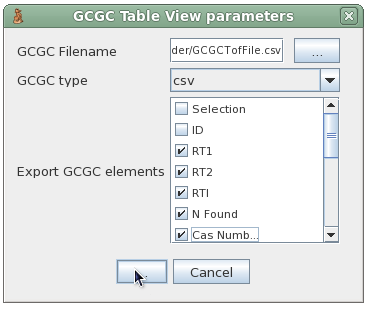 GCGC Table View parameters
GCGC Filename der/GCGCTofFile.csv ...
GCGC type csv
Selection
ID
RT1
RT2
RTI
N Found
Cas Numb...
Export GCGC elements
Cancel